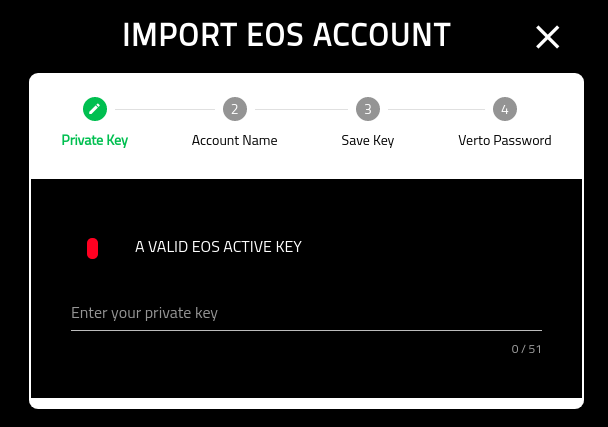 IMPORT EOS ACCOUNT
2
3
4
Private Key
Account Name
Save Key
Verto Password
A VALID EOS ACTIVE KEY
Enter your private key
0 / 51